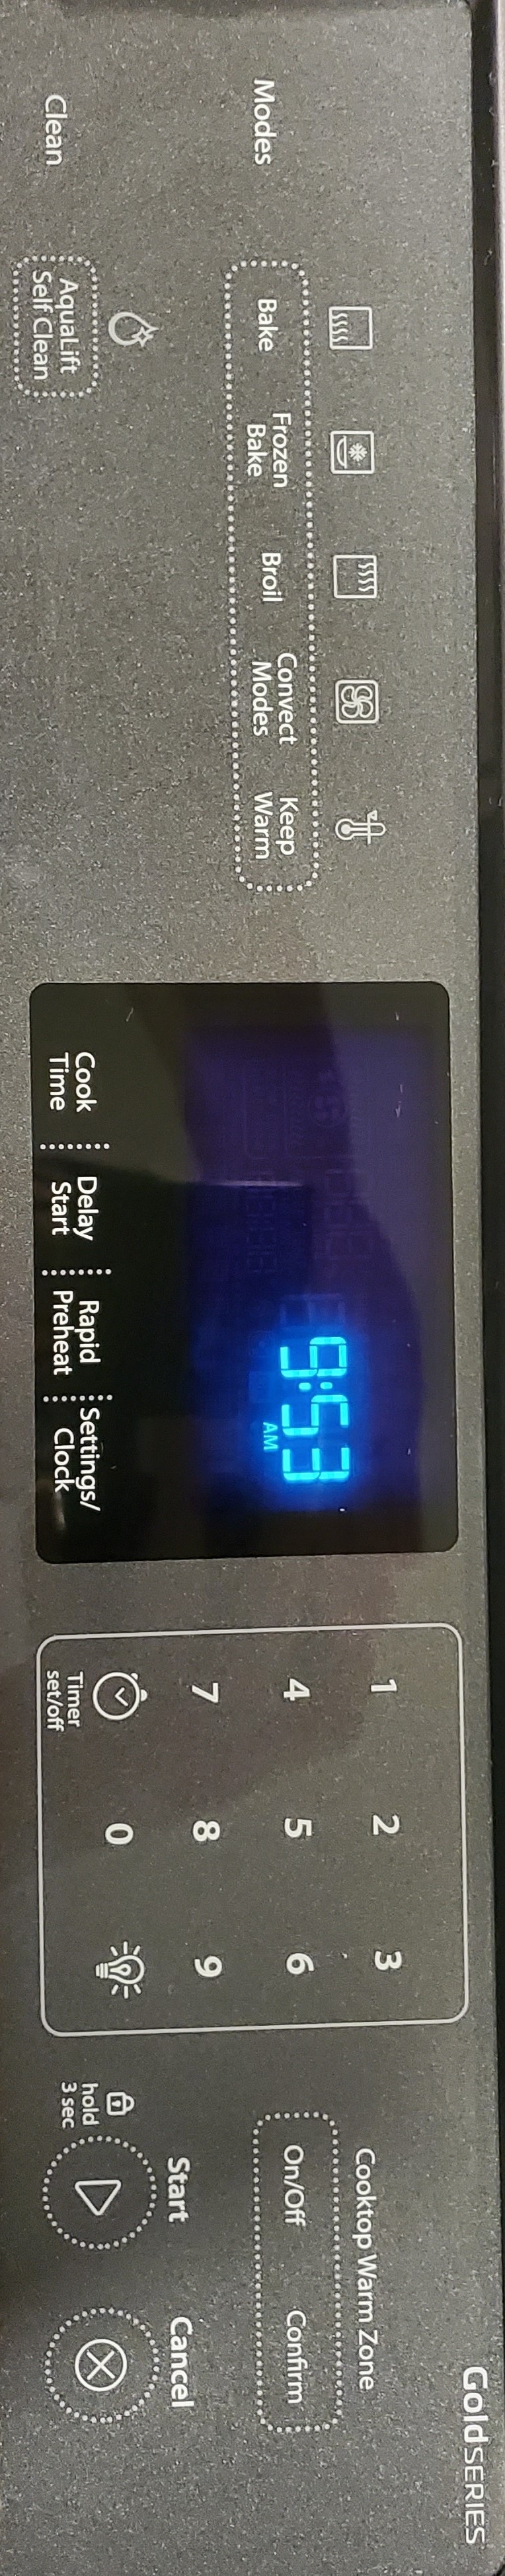 GoldSERIES
Modes
Bake
Frozen
Bake
Broil
Convect
Modes
Keep
Warm
Clean
AquaLift
Self Clean
9:53
AM
Cook
Time
Delay
Start
Rapid
Preheat
Settings/
Clock
1 2 3
4 5 6
7 8 9
0
Timer
set/off
Cooktop Warm Zone
On/Off Confirm
Start
hold
3 sec
Cancel